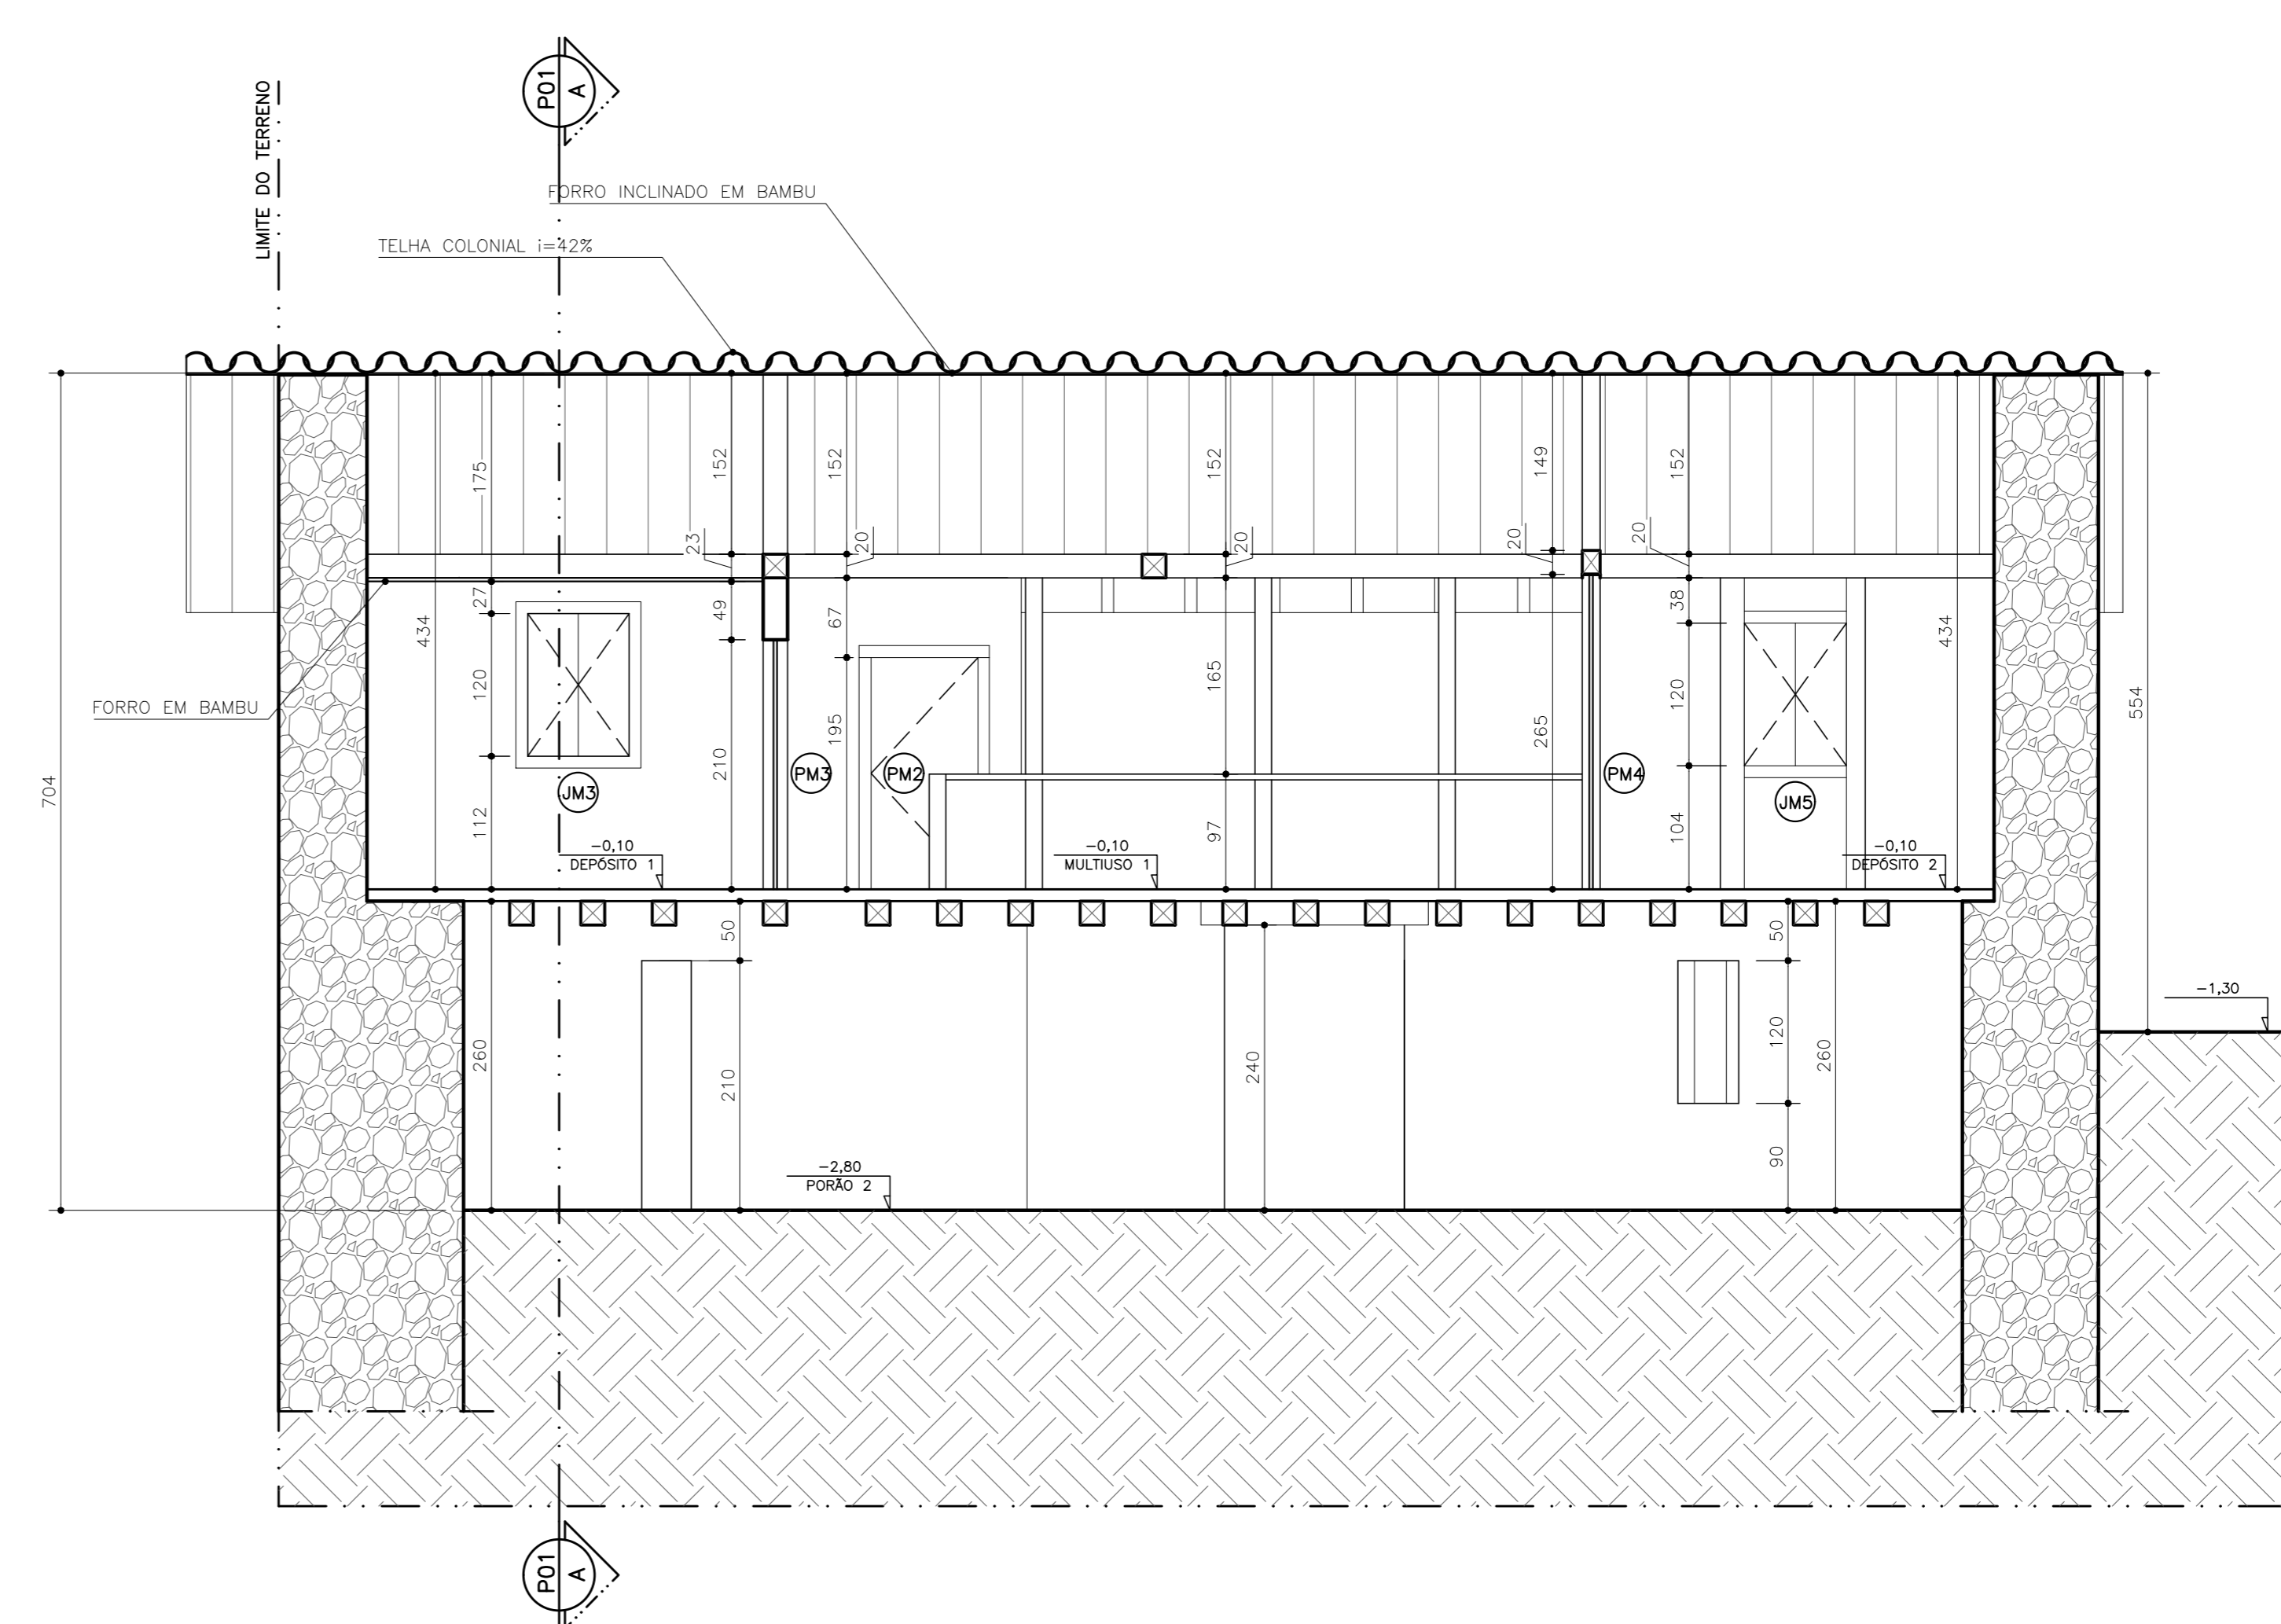 P01
A
LIMITE DO TERRENO
FORRO INCLINADO EM BAMBU
TELHA COLONIAL i=42%
175
152
152
152
149
152
23
20
20
20
20
27
434
49
67
38
434
120
165
120
554
FORRO EM BAMBU
195
265
210
704
PM3
PM2
PM4
JM3
JM5
112
97
104
-0,10
DEPÓSITO 1
-0,10
MULTIUSO 1
-0,10
DEPÓSITO 2
50
50
-1,30
260
120
260
240
210
90
-2,80
PORÃO 2
P01
A